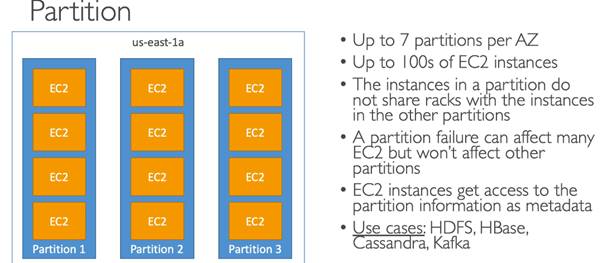 Partition
us-east-1a
EC2 EC2 EC2
EC2 EC2 EC2
EC2 EC2 EC2
EC2 EC2 EC2
Partition 1 Partition 2 Partition 3
• Up to 7 partitions per AZ
• Up to 100s of EC2 instances
• The instances in a partition do
not share racks with the instances
in the other partitions
• A partition failure can affect many
EC2 but won't affect other
partitions
• EC2 instances get access to the
partition information as metadata
• Use cases: HDFS, HBase,
Cassandra, Kafka